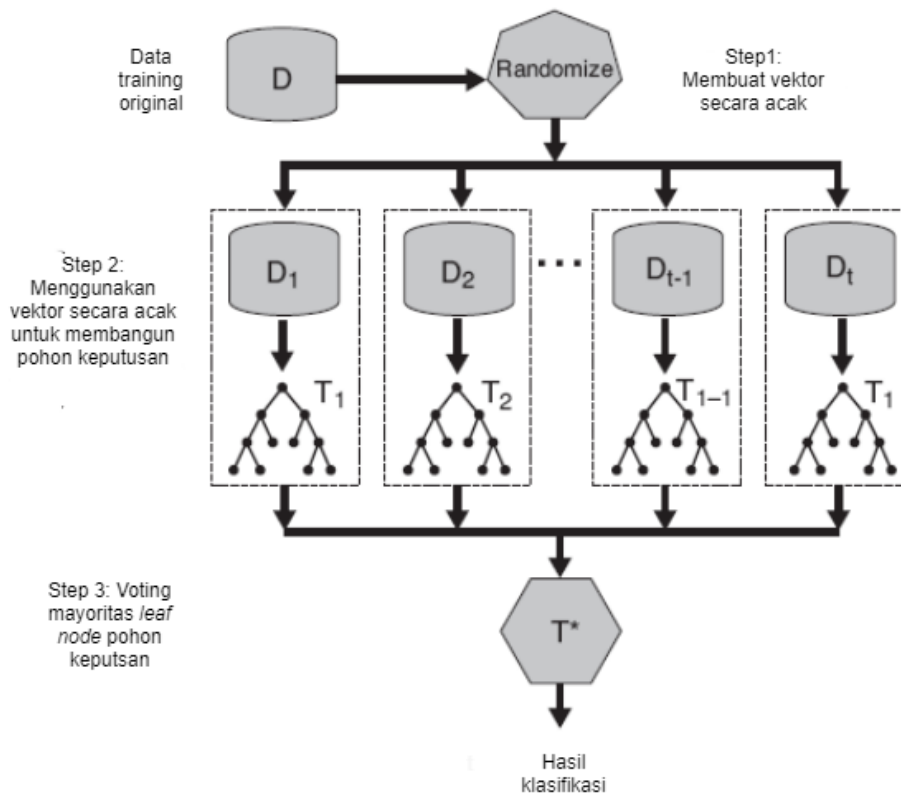 Data
training
original
D
Randomize
Step1:
Membuat vektor
secara acak
Step 2:
Menggunakan
vektor secara acak
untuk membangun
pohon keputusan
D1
D2
...
Dt-1
Dt
T1
T2
T1–1
T1
Step 3: Voting
mayoritas leaf
node pohon
keputsan
T*
Hasil
klasifikasi